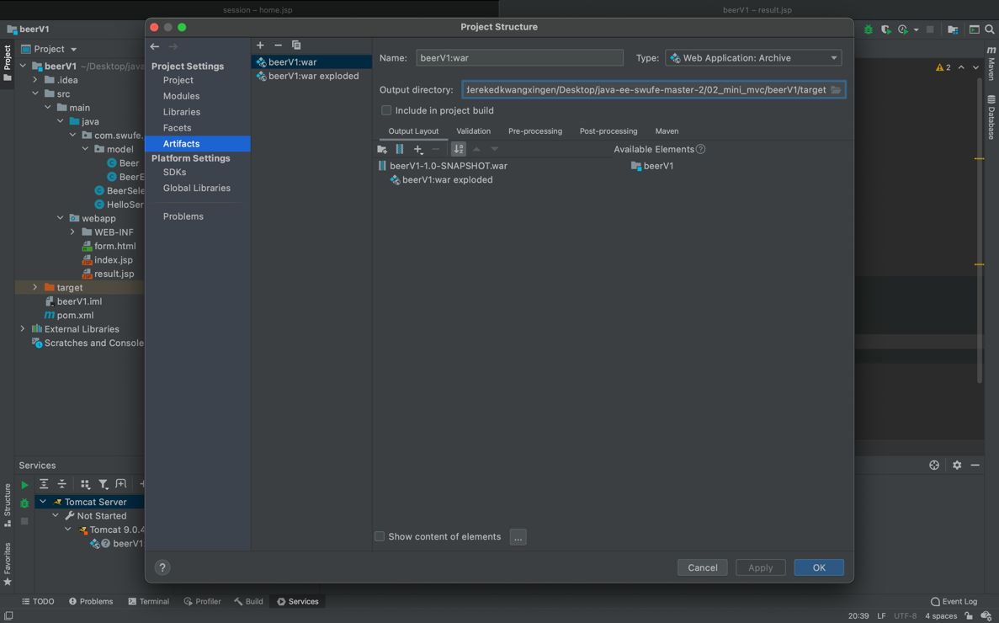 session – home.jsp
beerV1 – result.jsp
beerV1
Project Structure
Project
Project
beerV1 ~/Desktop/java
.idea
src
main
java
com.swufe.
model
Beer
BeerE
BeerSele
HelloSer
webapp
WEB-INF
form.html
index.jsp
result.jsp
target
beerV1.iml
pom.xml
External Libraries
Scratches and Console
Project Settings
Project
Modules
Libraries
Facets
Artifacts
Platform Settings
SDKs
Global Libraries
Problems
beerV1:war
beerV1:war exploded
Name: beerV1:war
Type: Web Application: Archive
Output directory: derekedkwangxingen/Desktop/java-ee-swufe-master-2/02_mini_mvc/beerV1/target
Include in project build
Output Layout Validation Pre-processing Post-processing Maven
Available Elements ?
beerV1-1.0-SNAPSHOT.war
beerV1:war exploded
beerV1
Show content of elements ...
?
Cancel Apply OK
2
Maven
Database
Services
Tomcat Server
Not Started
Tomcat 9.0.4
beerV1
Structure
Favorites
TODO Problems Terminal Profiler Build Services
Event Log
20:39 LF UTF-8 4 spaces